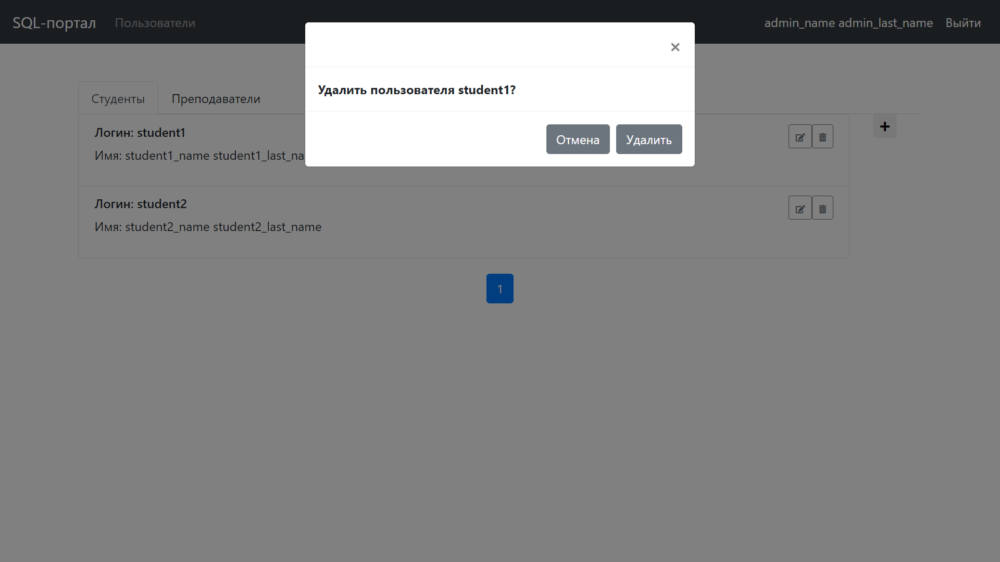 SQL-портал Пользователи admin_name admin_last_name Выйти
×
Удалить пользователя student1?
Отмена Удалить
Студенты Преподаватели
Логин: student1
Имя: student1_name student1_last_na
Логин: student2
Имя: student2_name student2_last_name
1